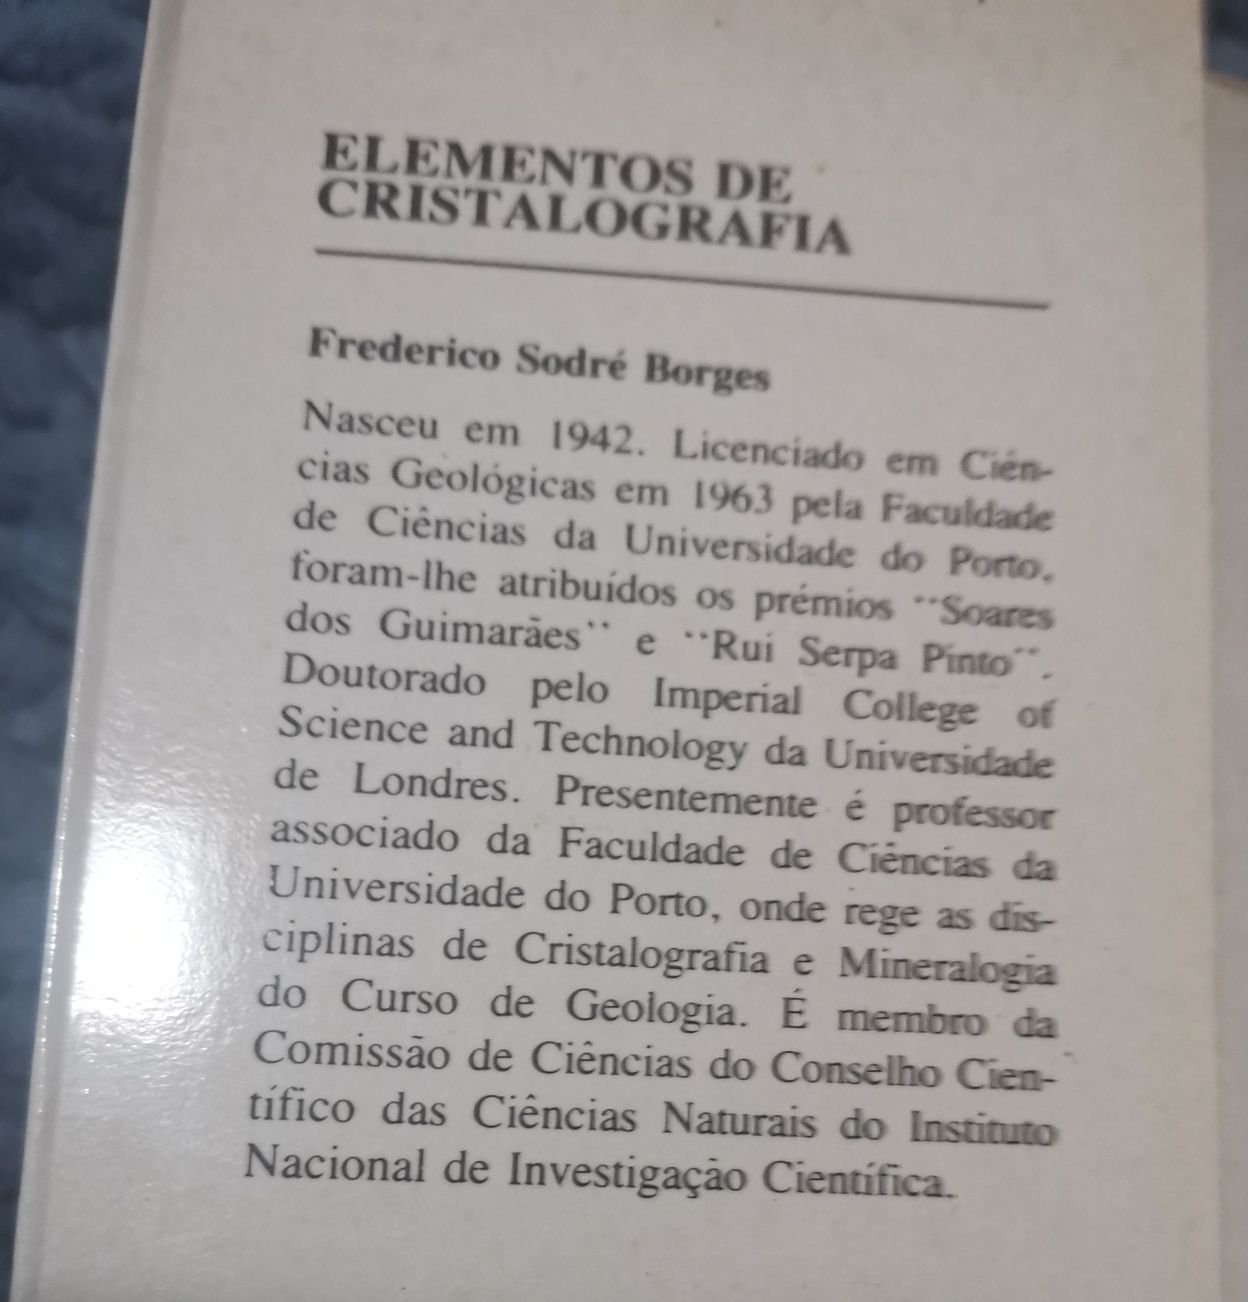 ELEMENTOS DE
CRISTALOGRAFIA
Frederico Sodré Borges
Nasceu em 1942. Licenciado em Ciên-
cias Geológicas em 1963 pela Faculdade
de Ciências da Universidade do Porto,
foram-lhe atribuídos os prémios "Soares
dos Guimarães" e "Rui Serpa Pinto".
Doutorado pelo Imperial College of
Science and Technology da Universidade
de Londres. Presentemente é professor
associado da Faculdade de Ciências da
Universidade do Porto, onde rege as dis-
ciplinas de Cristalografia e Mineralogia
do Curso de Geologia. É membro da
Comissão de Ciências do Conselho Cien-
tífico das Ciências Naturais do Instituto
Nacional de Investigação Científica.